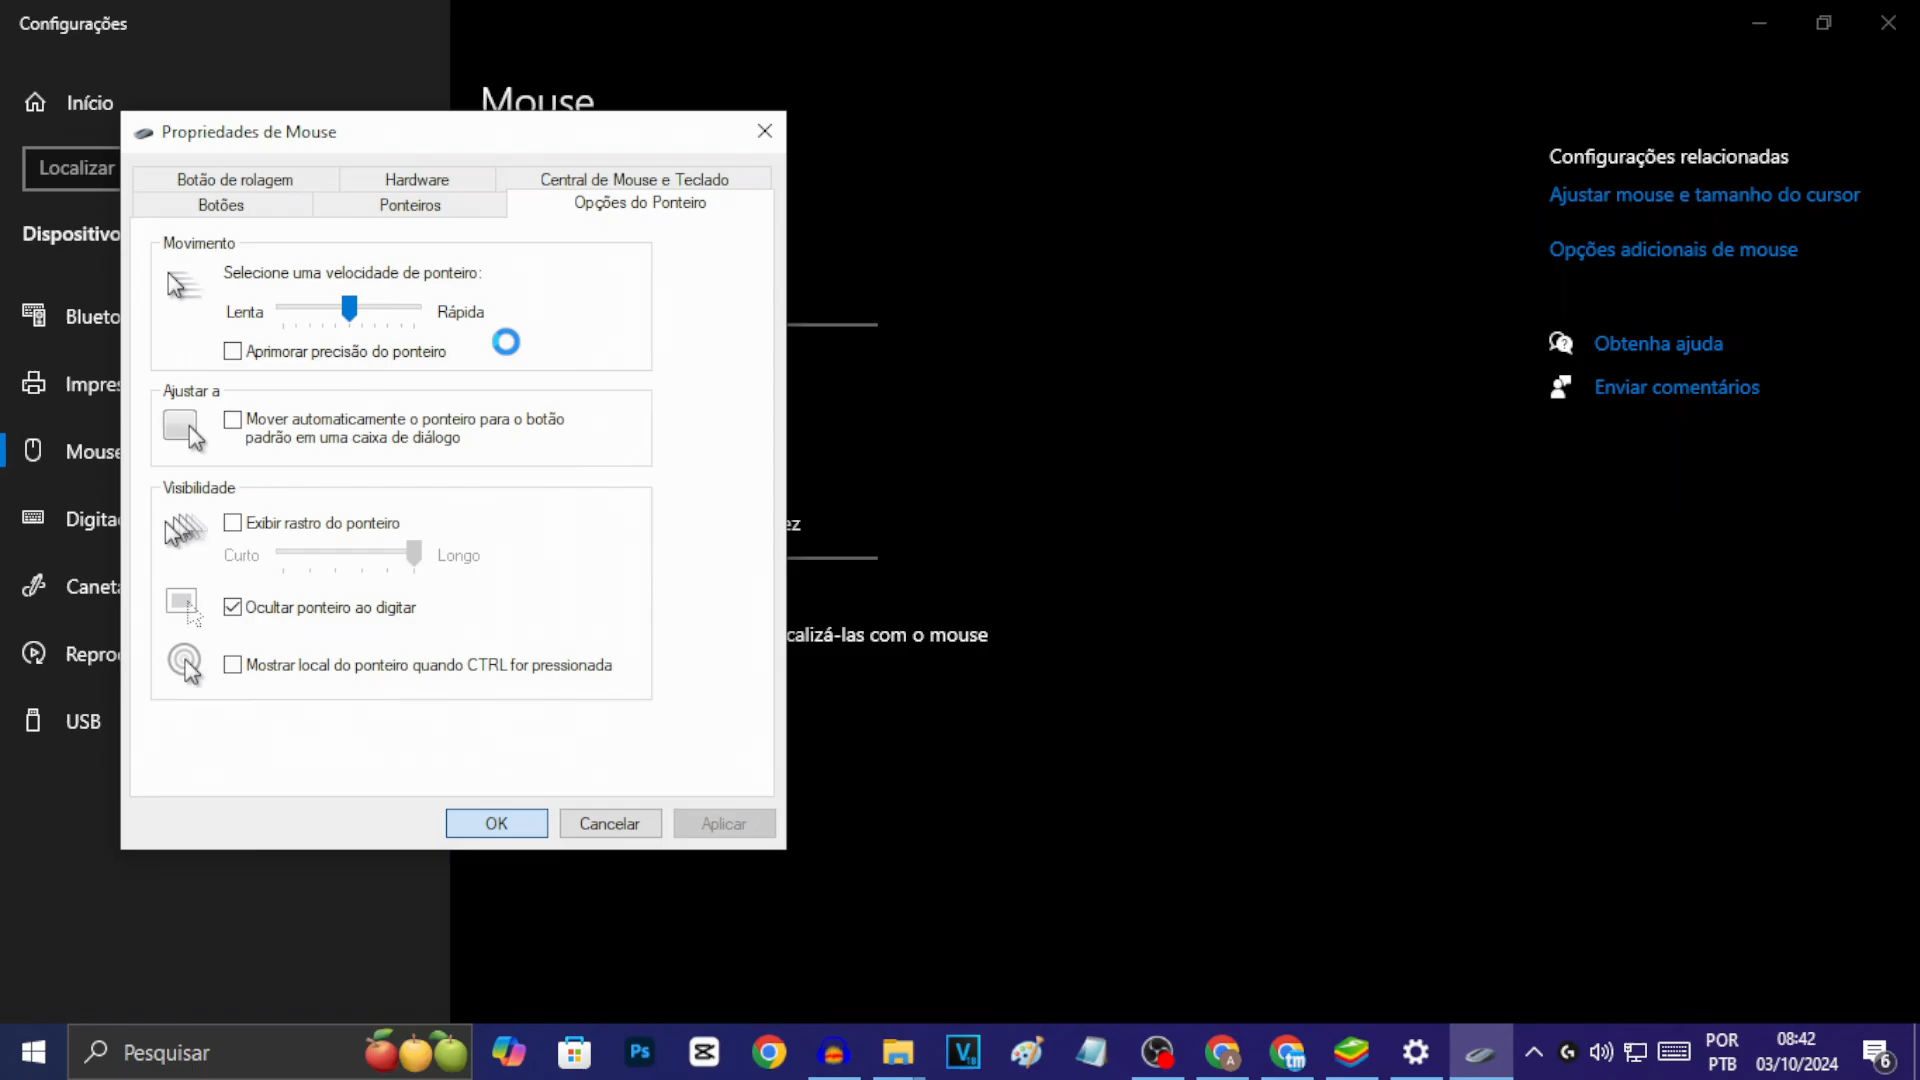 Configurações
Início
Localizar
Dispositivo
Blueto
Impres
Mouse
Digita
Caneta
Repro
USB
Mouse
Propriedades de Mouse
Botão de rolagem
Hardware
Central de Mouse e Teclado
Botões
Ponteiros
Opções do Ponteiro
Movimento
Selecione uma velocidade de ponteiro:
Lenta
Rápida
Aprimorar precisão do ponteiro
Ajustar a
Mover automaticamente o ponteiro para o botão
padrão em uma caixa de diálogo
Visibilidade
Exibir rastro do ponteiro
Curto
Longo
Ocultar ponteiro ao digitar
Mostrar local do ponteiro quando CTRL for pressionada
OK
Cancelar
Aplicar
ez
calizá-las com o mouse
Configurações relacionadas
Ajustar mouse e tamanho do cursor
Opções adicionais de mouse
Obtenha ajuda
Enviar comentários
Pesquisar
Ps
V
A
tm
POR
PTB
08:42
03/10/2024
6